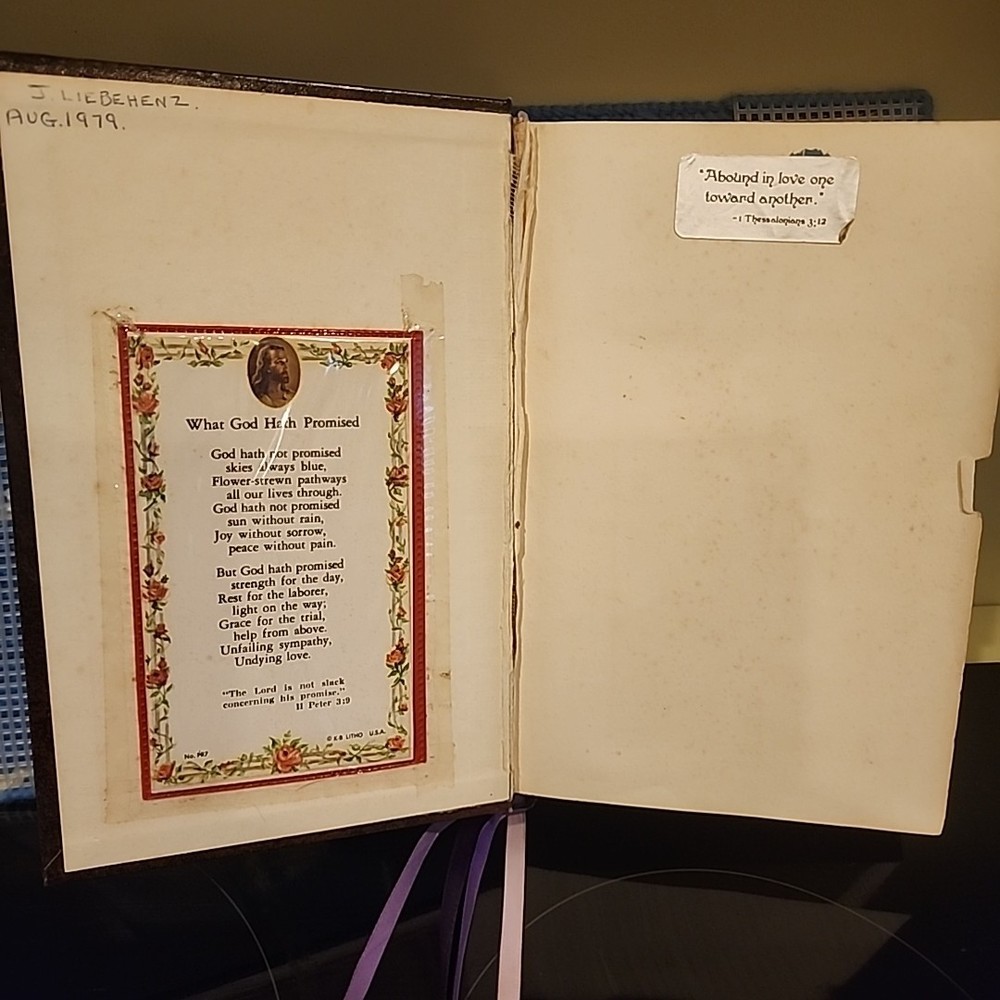 J. LIEBEHENZ.
AUG. 1979.
What God Hath Promised
God hath not promised
skies always blue,
Flower-strewn pathways
all our lives through.
God hath not promised
sun without rain,
Joy without sorrow,
peace without pain.
But God hath promised
strength for the day,
Rest for the laborer,
light on the way;
Grace for the trial,
help from above.
Unfailing sympathy,
Undying love.
"The Lord is not slack
concerning his promise."
II Peter 3:9
© K-B LITHO U.S.A.
"Abound in love one
toward another."
-1 Thessalonians 3:12